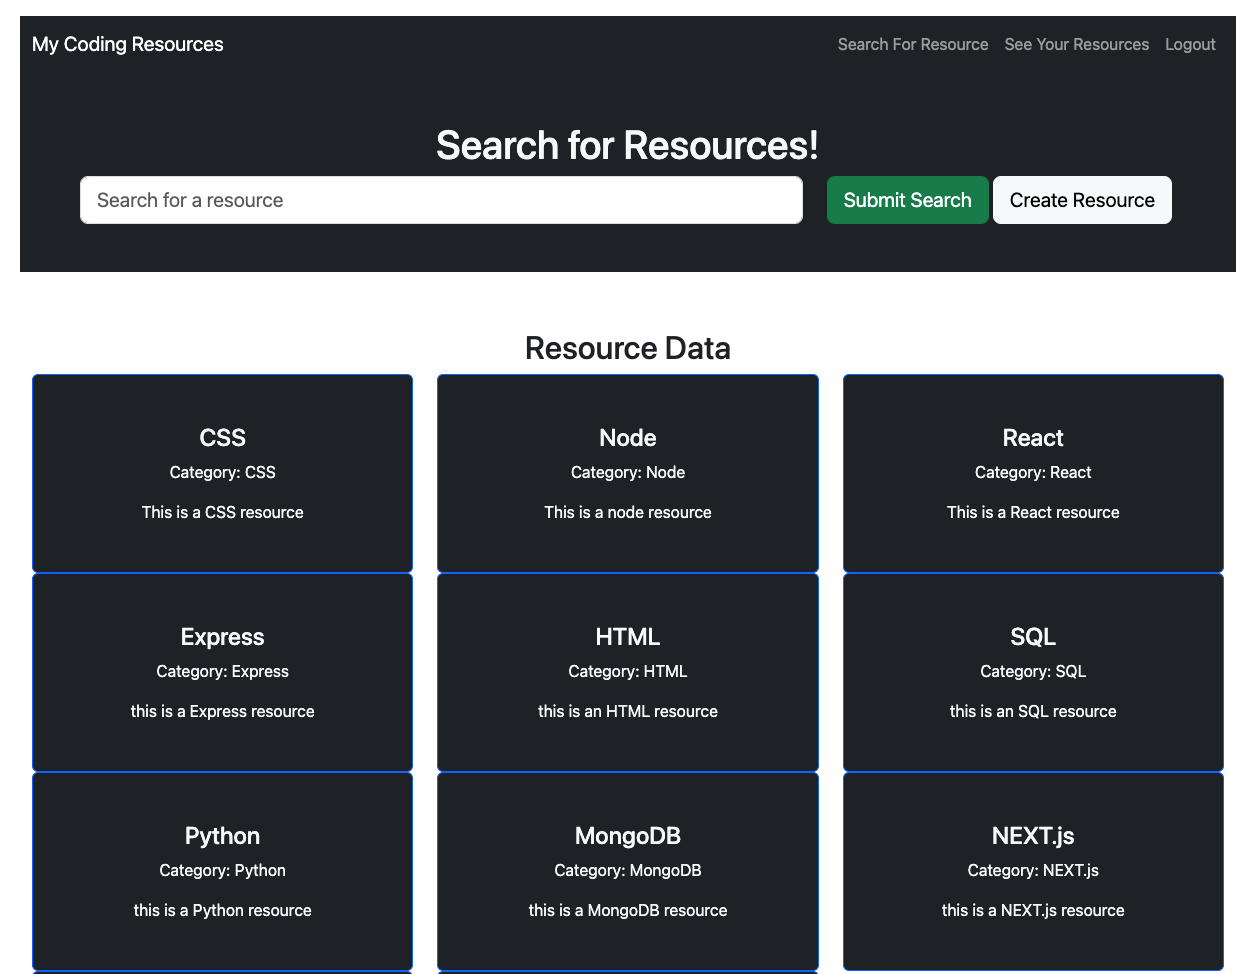 My Coding Resources
Search For Resource See Your Resources Logout
Search for Resources!
Search for a resource
Submit Search
Create Resource
Resource Data
CSS
Category: CSS
This is a CSS resource
Node
Category: Node
This is a node resource
React
Category: React
This is a React resource
Express
Category: Express
this is a Express resource
HTML
Category: HTML
this is an HTML resource
SQL
Category: SQL
this is an SQL resource
Python
Category: Python
this is a Python resource
MongoDB
Category: MongoDB
this is a MongoDB resource
NEXT.js
Category: NEXT.js
this is a NEXT.js resource